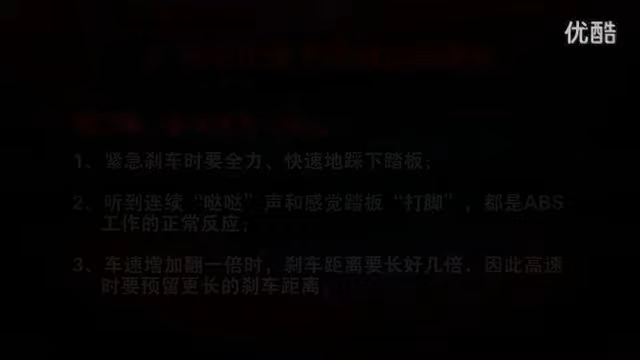 优酷
1、紧急刹车时要全力、快速地踩下踏板；
2、听到连续“哒哒”声和感觉踏板“打脚”，都是ABS
工作的正常反应；
3、车速增加翻一倍时，刹车距离要长好几倍．因此高速
时要预留更长的刹车距离